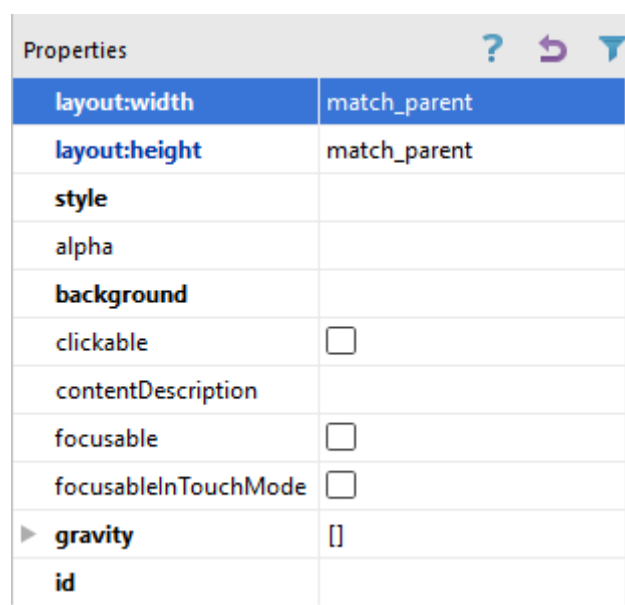 Properties ?
layout:width match_parent
layout:height match_parent
style
alpha
background
clickable
contentDescription
focusable
focusableInTouchMode
gravity []
id